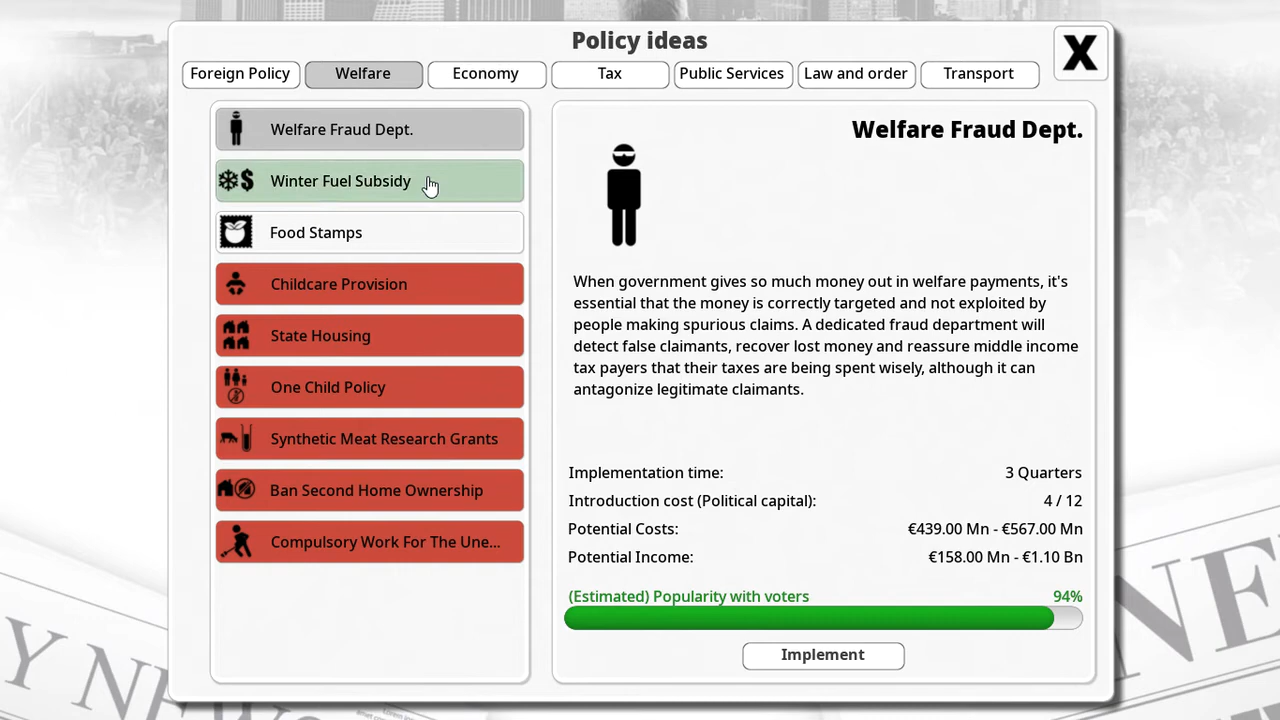 Policy ideas
X
Foreign Policy
Welfare
Economy
Tax
Public Services
Law and order
Transport
Welfare Fraud Dept.
Winter Fuel Subsidy
Food Stamps
Childcare Provision
State Housing
One Child Policy
Synthetic Meat Research Grants
Ban Second Home Ownership
Compulsory Work For The Une...
Welfare Fraud Dept.
When government gives so much money out in welfare payments, it's
essential that the money is correctly targeted and not exploited by
people making spurious claims. A dedicated fraud department will
detect false claimants, recover lost money and reassure middle income
tax payers that their taxes are being spent wisely, although it can
antagonize legitimate claimants.
Implementation time: 3 Quarters
Introduction cost (Political capital): 4 / 12
Potential Costs: €439.00 Mn - €567.00 Mn
Potential Income: €158.00 Mn - €1.10 Bn
(Estimated) Popularity with voters 94%
Implement